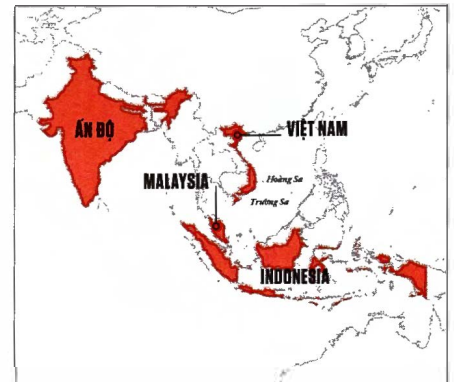 ẤN ĐỘ
VIỆT NAM
MALAYSIA
Hoàng Sa
Trường Sa
INDONESIA